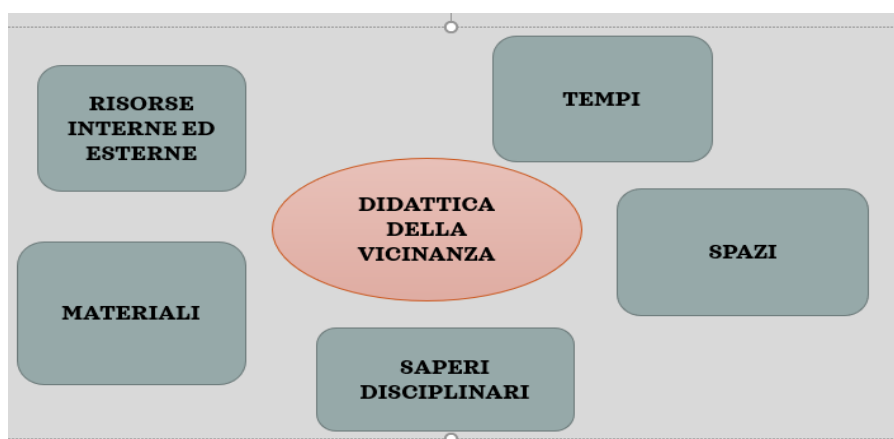 RISORSE
INTERNE ED
ESTERNE
TEMPI
DIDATTICA
DELLA
VICINANZA
SPAZI
MATERIALI
SAPERI
DISCIPLINARI